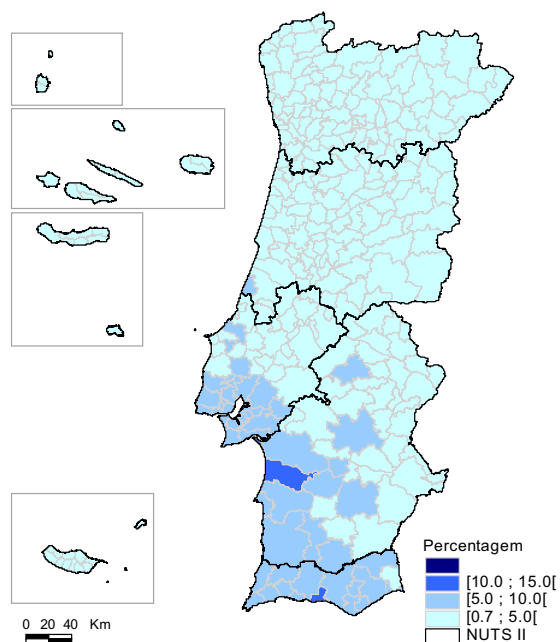 Percentagem
[10.0 ; 15.0[
[5.0 ; 10.0[
[0.7 ; 5.0[
NUTS II
0 20 40 Km